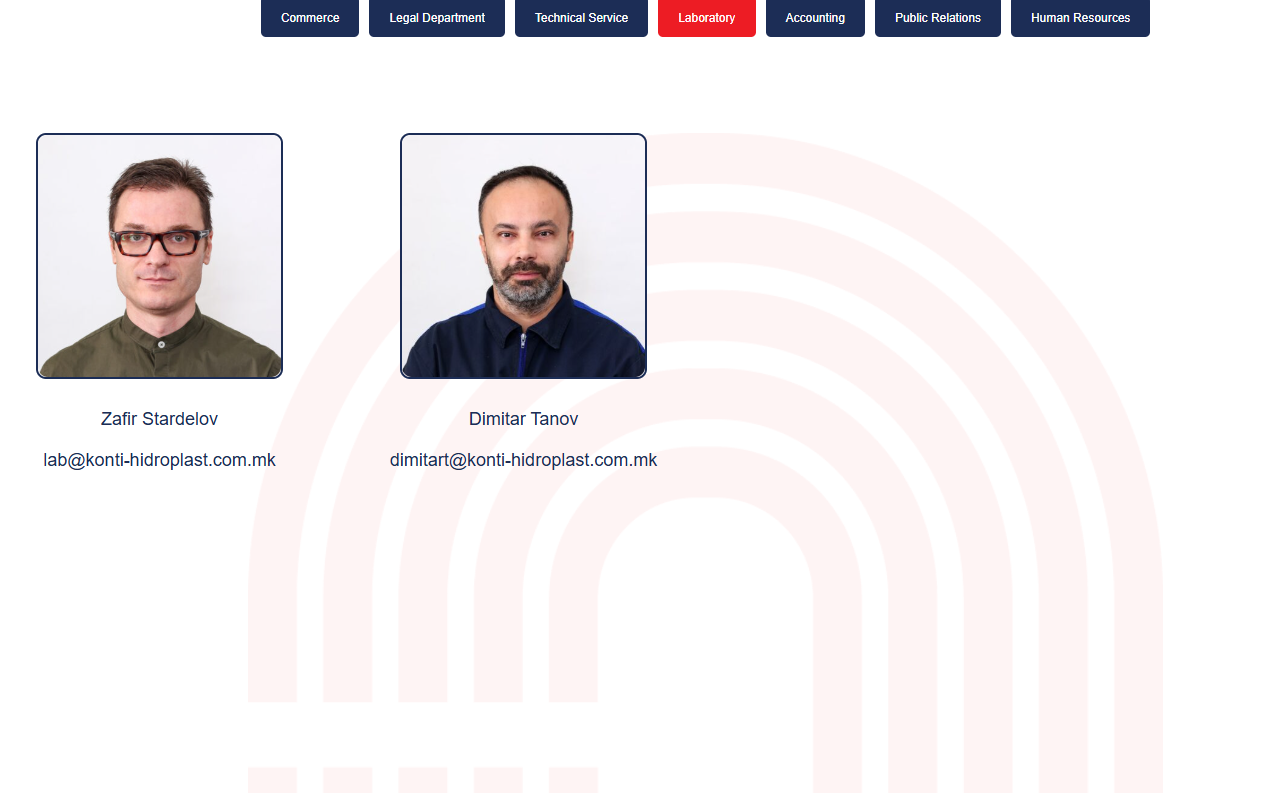 Commerce
Legal Department
Technical Service
Laboratory
Accounting
Public Relations
Human Resources
Zafir Stardelov
lab@konti-hidroplast.com.mk
Dimitar Tanov
dimitart@konti-hidroplast.com.mk